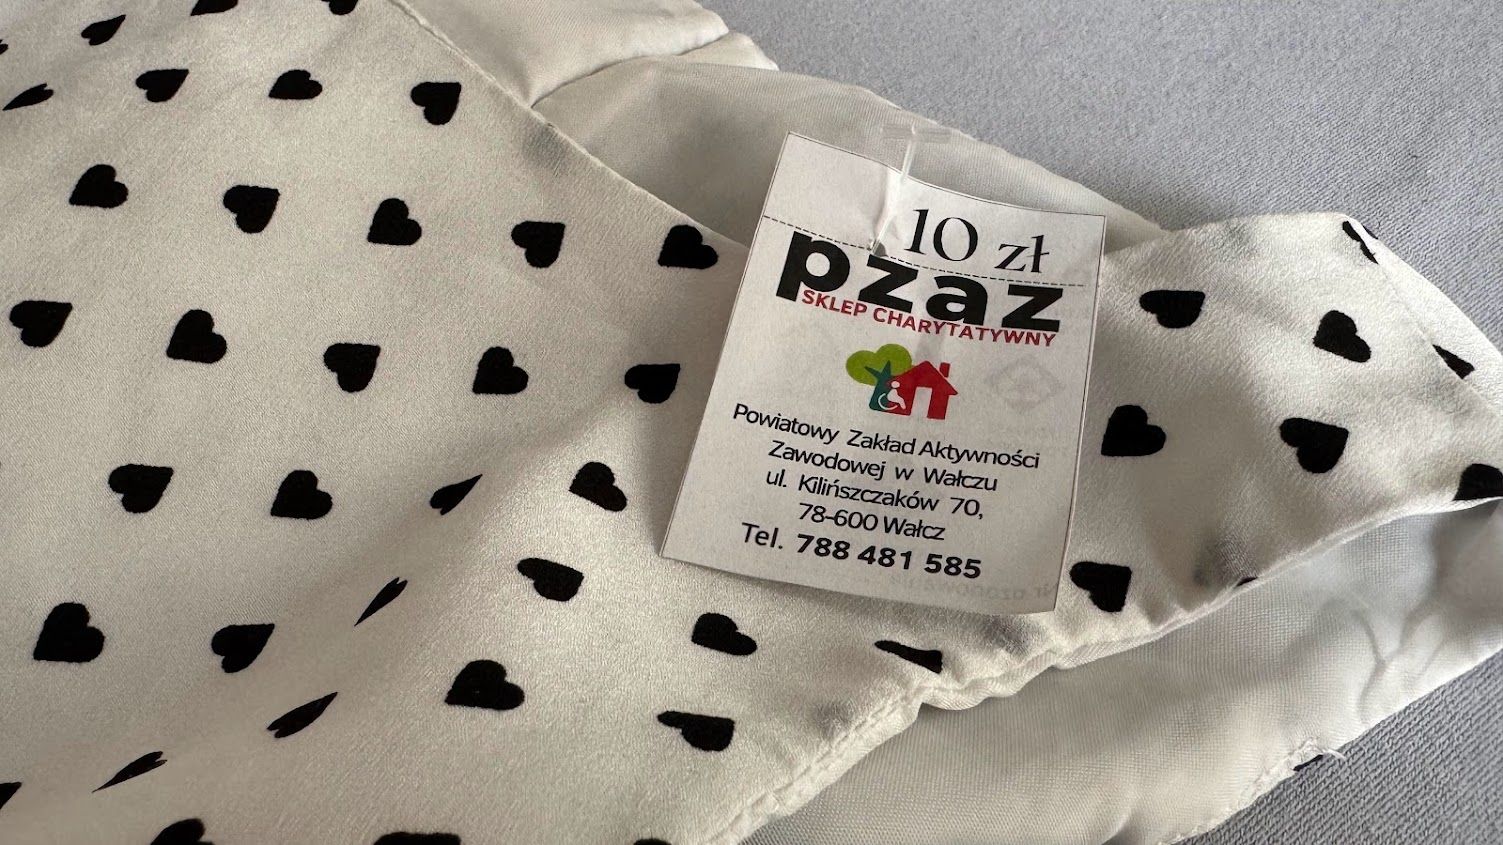 10 zł
pzaz
SKLEP CHARYTATYWNY
Powiatowy Zakład Aktywności
Zawodowej w Wałczu
ul. Kilińszczaków 70,
78-600 Wałcz
Tel. 788 481 585